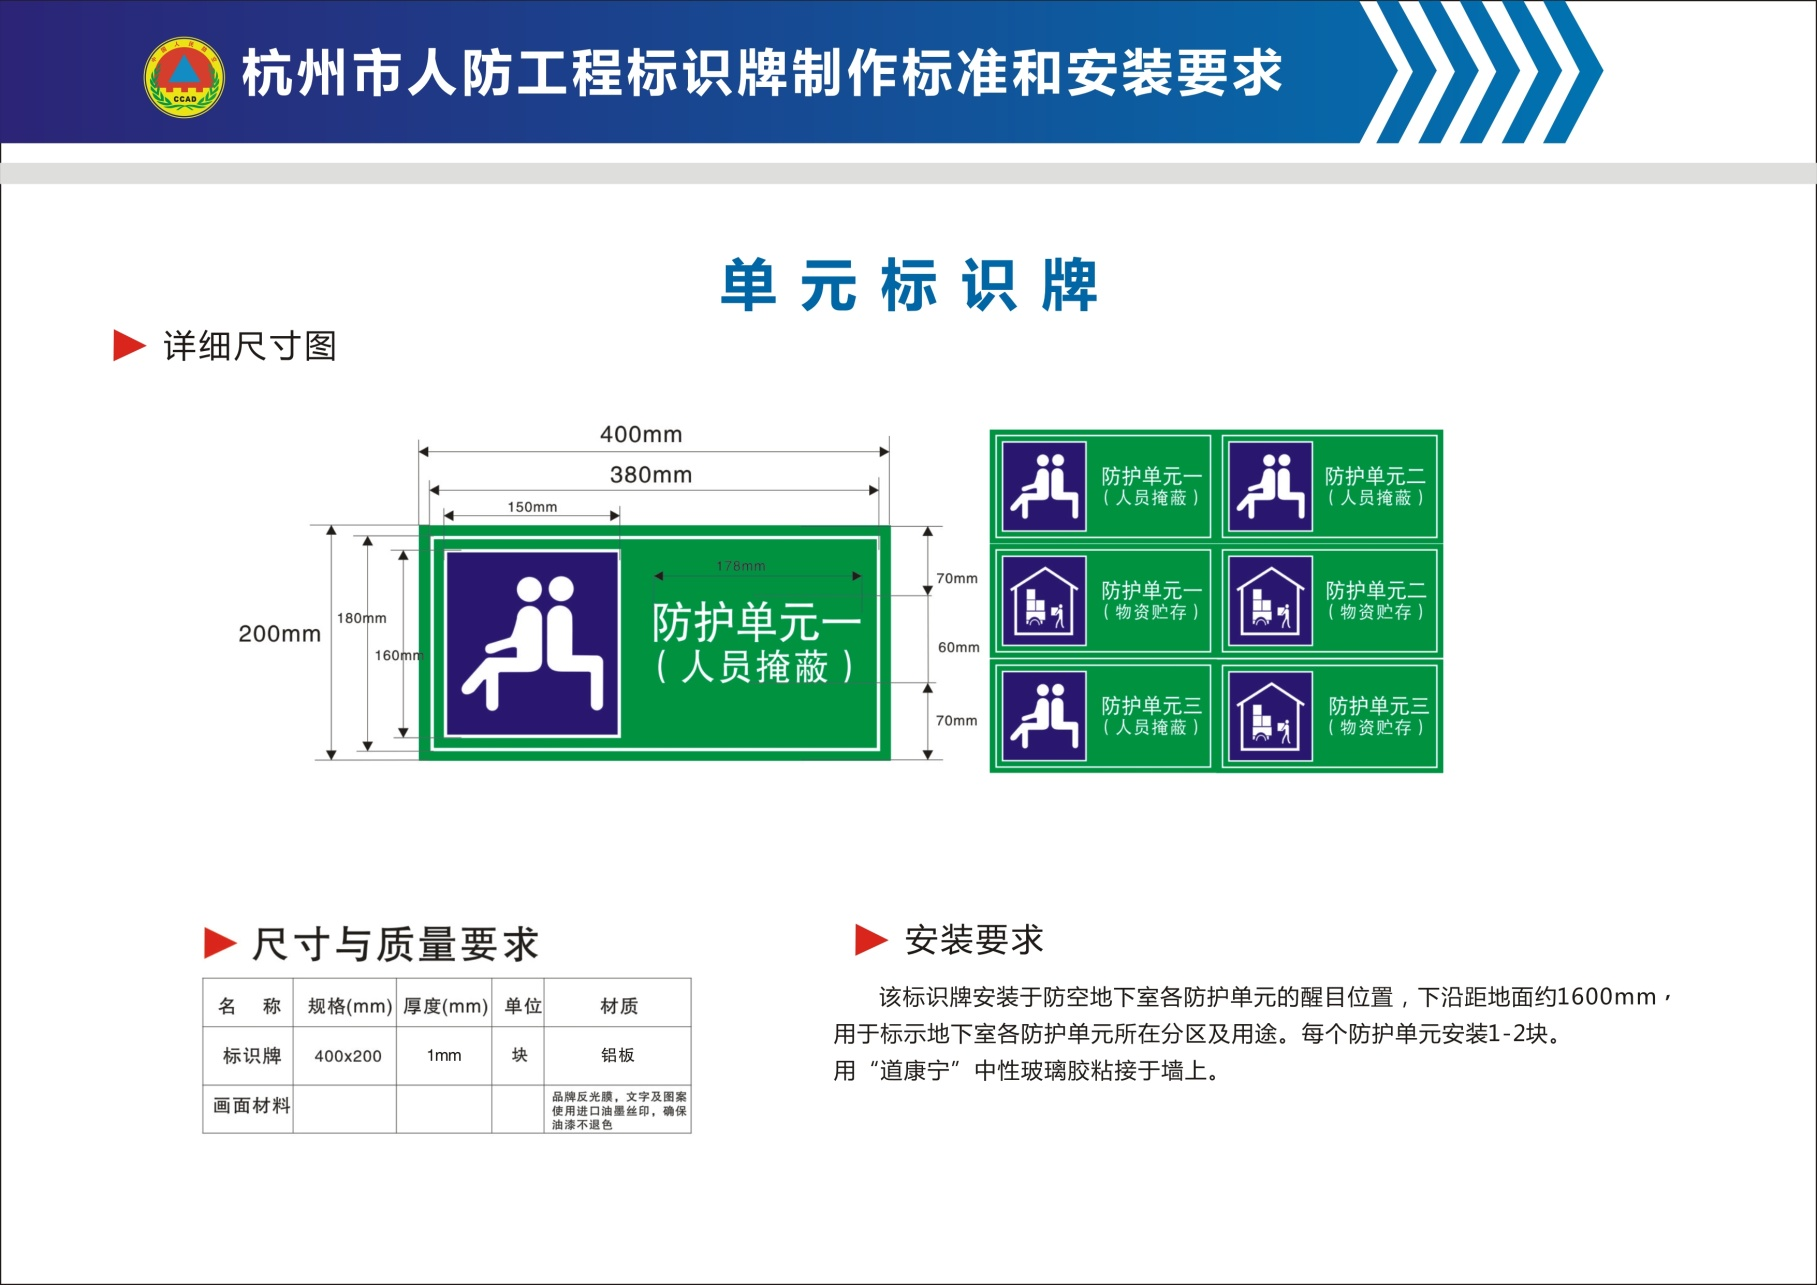 CCAD
杭州市人防工程标识牌制作标准和安装要求
单元标识牌
详细尺寸图
400mm
380mm
150mm
178mm
200mm
180mm
160mm
70mm
60mm
70mm
防护单元一
（人员掩蔽）
防护单元一
（人员掩蔽）
防护单元二
（人员掩蔽）
防护单元一
（物资贮存）
防护单元二
（物资贮存）
防护单元三
（人员掩蔽）
防护单元三
（物资贮存）
尺寸与质量要求
名 称 规格(mm) 厚度(mm) 单位 材质
标识牌 400x200 1mm 块 铝板
画面材料
品牌反光膜，文字及图案
使用进口油墨丝印，确保
油漆不退色
安装要求
该标识牌安装于防空地下室各防护单元的醒目位置，下沿距地面约1600mm，
用于标示地下室各防护单元所在分区及用途。每个防护单元安装1-2块。
用“道康宁”中性玻璃胶粘接于墙上。